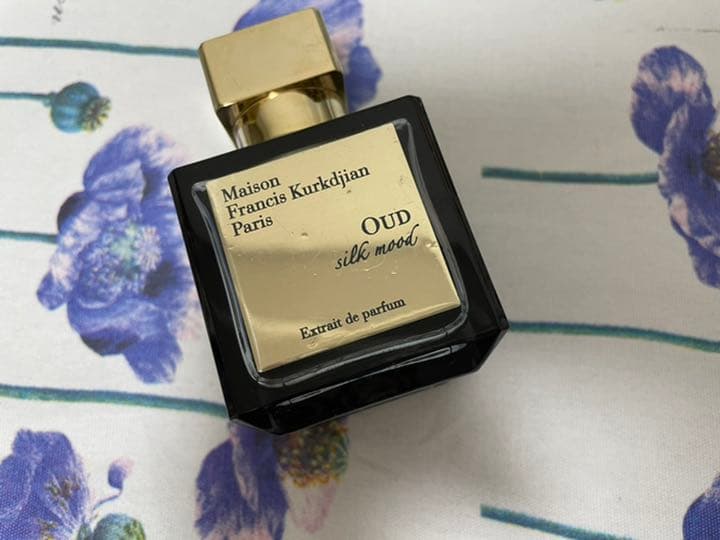 Maison
Francis Kurkdjian
Paris
OUD
silk mood
Extrait de parfum